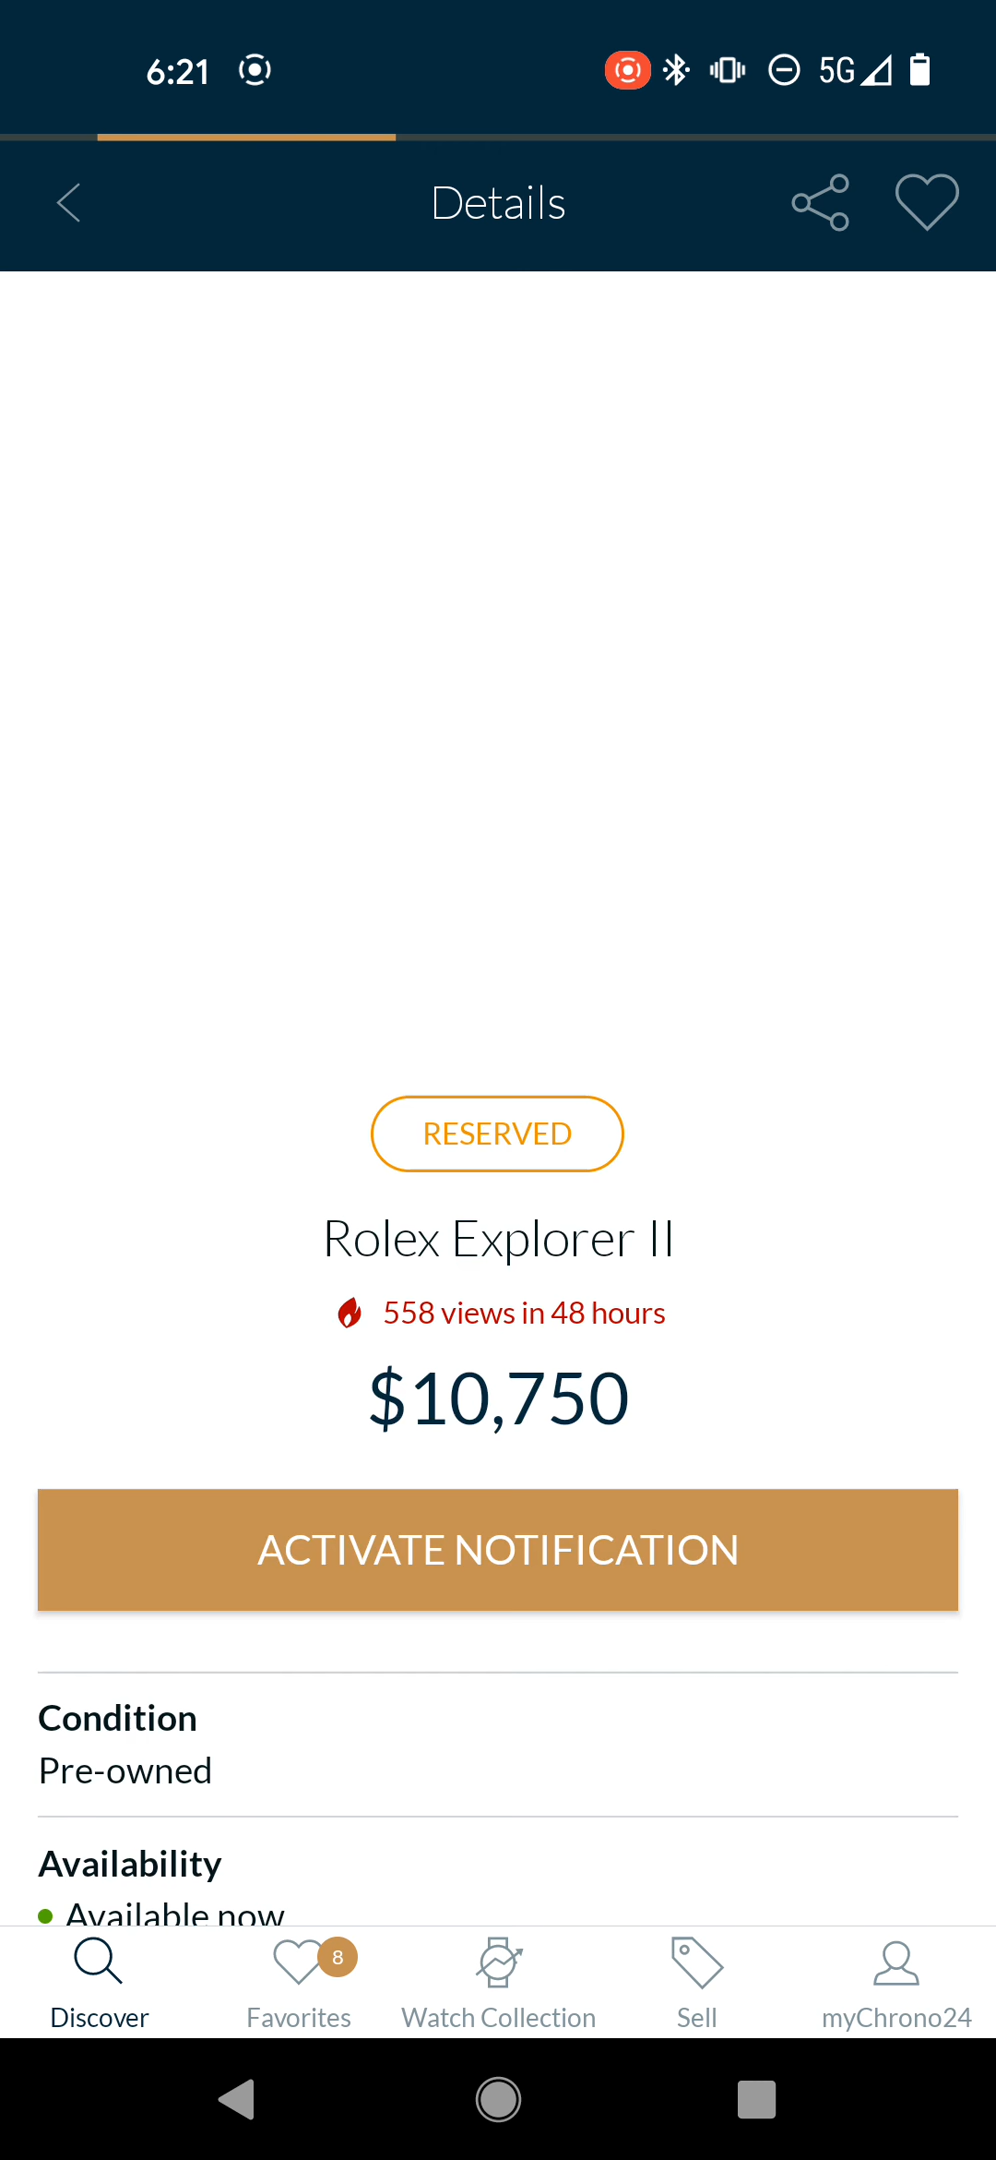 6:21
5G
Details
RESERVED
Rolex Explorer II
558 views in 48 hours
$10,750
ACTIVATE NOTIFICATION
Condition
Pre-owned
Availability
Available now
8
Discover
Favorites
Watch Collection
Sell
myChrono24